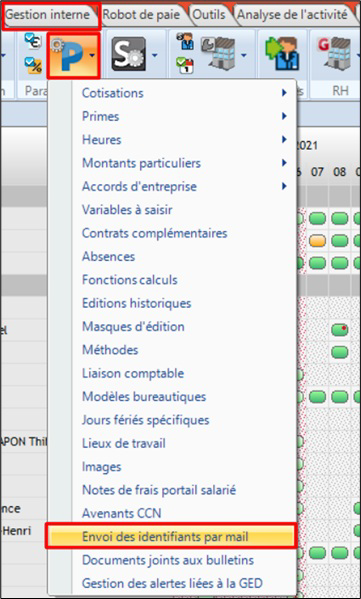 Gestion interne Robot de paie Outils Analyse de l'activité
Para
RH
Cotisations
Primes
Heures
Montants particuliers
Accords d'entreprise
Variables à saisir
Contrats complémentaires
Absences
Fonctions calculs
Editions historiques
Masques d'édition
Méthodes
Liaison comptable
Modèles bureautiques
Jours fériés spécifiques
Lieux de travail
Images
Notes de frais portail salarié
Avenants CCN
Envoi des identifiants par mail
Documents joints aux bulletins
Gestion des alertes liées à la GED
2021
07 08
el
APON Thi
nce
-Henri